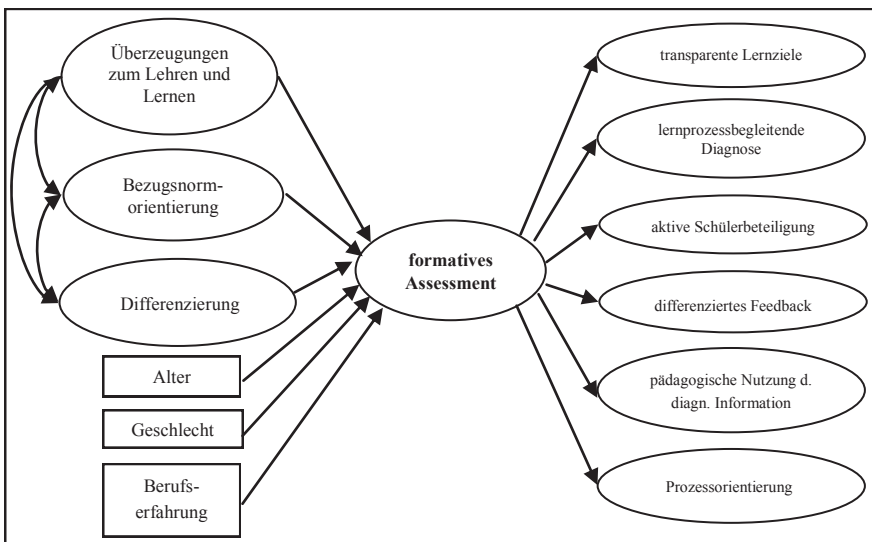 Überzeugungen
zum Lehren und
Lernen
Bezugsnorm-
orientierung
Differenzierung
Alter
Geschlecht
Berufs-
erfahrung
formatives
Assessment
transparente Lernziele
lernprozessbegleitende
Diagnose
aktive Schülerbeteiligung
differenziertes Feedback
pädagogische Nutzung d.
diagn. Information
Prozessorientierung